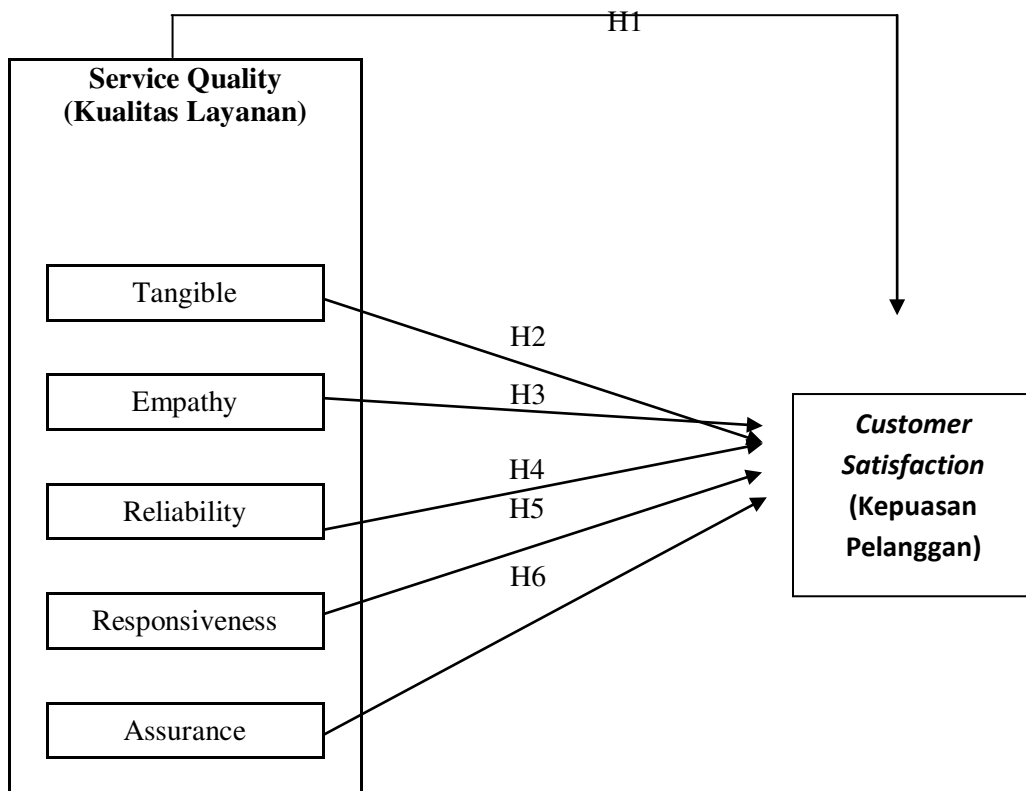 H1
Service Quality
(Kualitas Layanan)
Tangible
H2
Empathy
H3
Customer
Satisfaction
(Kepuasan
Pelanggan)
H4
Reliability
H5
H6
Responsiveness
Assurance